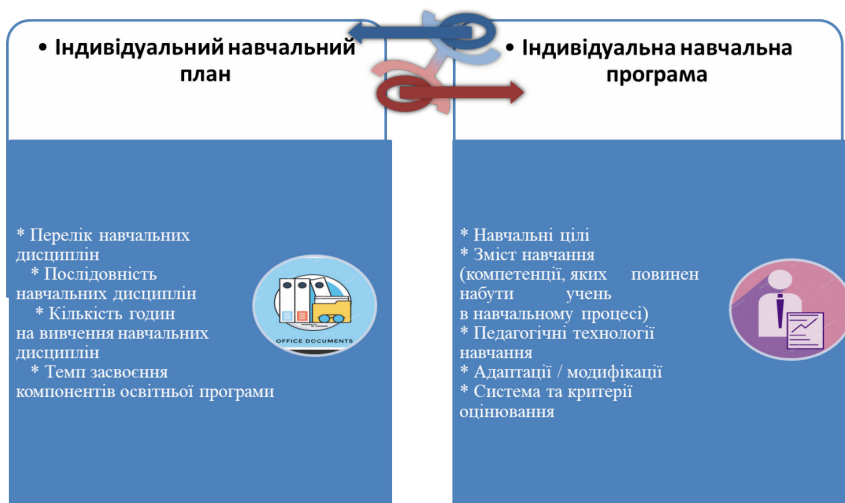 • Індивідуальний навчальний
план
* Перелік навчальних
дисциплін
* Послідовність
навчальних дисциплін
* Кількість годин
на вивчення навчальних
дисциплін
* Темп засвоєння
компонентів освітньої програми
OFFICE DOCUMENTS
• Індивідуальна навчальна
програма
* Навчальні цілі
* Зміст навчання
(компетенції, яких повинен
набути учень
в навчальному процесі)
* Педагогічні технології
навчання
* Адаптації / модифікації
* Система та критерії
оцінювання